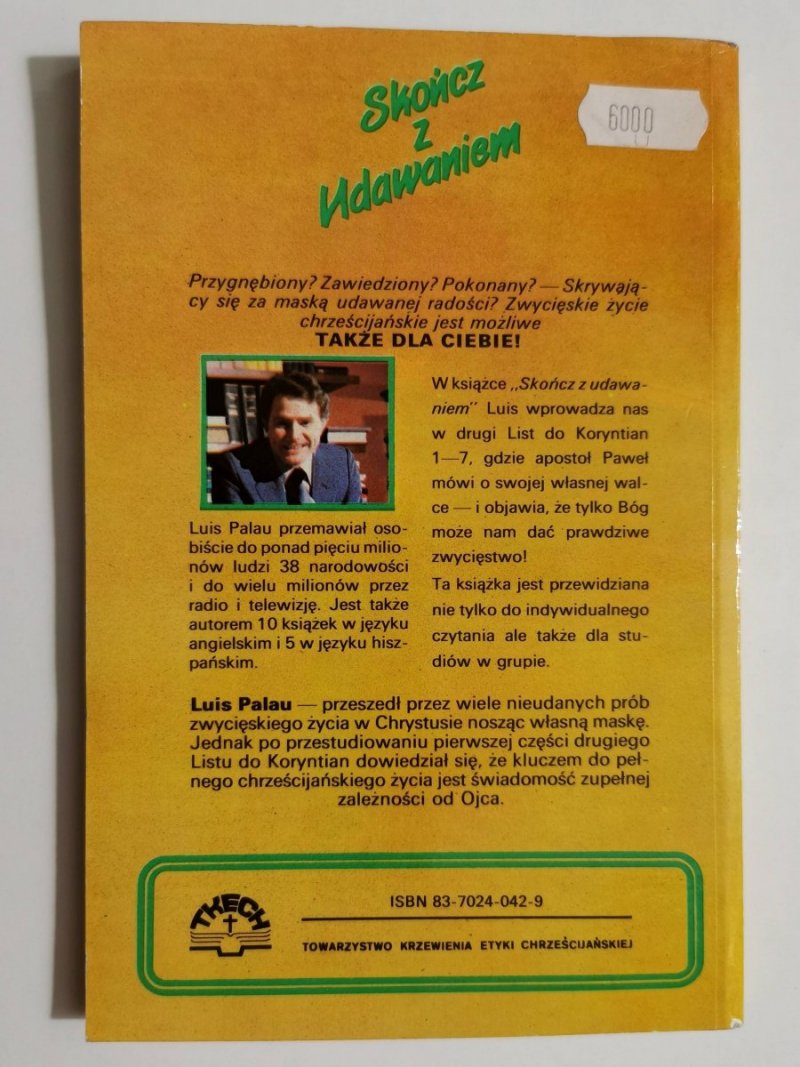 Skończ
z
Udawaniem
6000
Przygnębiony? Zawiedziony? Pokonany? — Skrywają-
cy się za maską udawanej radości? Zwycięskie życie
chrześcijańskie jest możliwe
TAKŻE DLA CIEBIE!
Luis Palau przemawiał oso-
biście do ponad pięciu milio-
nów ludzi 38 narodowości
i do wielu milionów przez
radio i telewizję. Jest także
autorem 10 książek w języku
angielskim i 5 w języku hisz-
pańskim.
W książce „Skończ z udawa-
niem” Luis wprowadza nas
w drugi List do Koryntian
1—7, gdzie apostoł Paweł
mówi o swojej własnej wal-
ce — i objawia, że tylko Bóg
może nam dać prawdziwe
zwycięstwo!
Ta książka jest przewidziana
nie tylko do indywidualnego
czytania ale także dla stu-
diów w grupie.
Luis Palau — przeszedł przez wiele nieudanych prób
zwycięskiego życia w Chrystusie nosząc własną maskę.
Jednak po przestudiowaniu pierwszej części drugiego
Listu do Koryntian dowiedział się, że kluczem do peł-
nego chrześcijańskiego życia jest świadomość zupełnej
zależności od Ojca.
TKECH
ISBN 83-7024-042-9
TOWARZYSTWO KRZEWIENIA ETYKI CHRZEŚCIJAŃSKIEJ